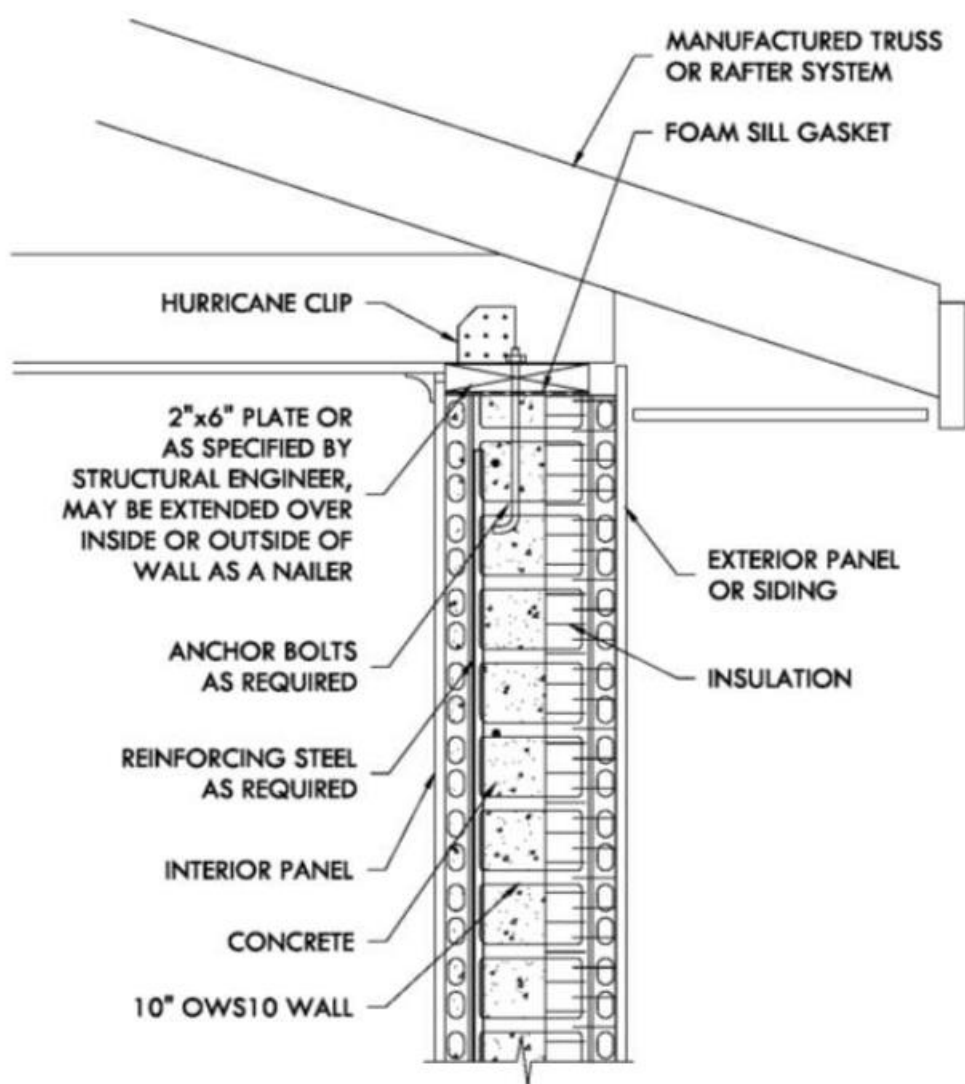 MANUFACTURED TRUSS
OR RAFTER SYSTEM
FOAM SILL GASKET
HURRICANE CLIP
2"x6" PLATE OR
AS SPECIFIED BY
STRUCTURAL ENGINEER,
MAY BE EXTENDED OVER
INSIDE OR OUTSIDE OF
WALL AS A NAILER
EXTERIOR PANEL
OR SIDING
ANCHOR BOLTS
AS REQUIRED
INSULATION
REINFORCING STEEL
AS REQUIRED
INTERIOR PANEL
CONCRETE
10" OWS10 WALL